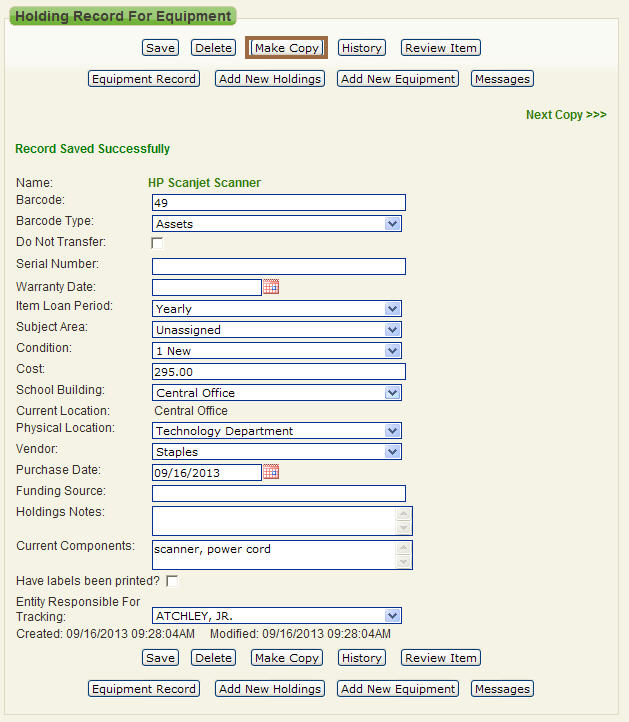 Holding Record For Equipment
Save Delete Make Copy History Review Item
Equipment Record Add New Holdings Add New Equipment Messages
Next Copy >>>
Record Saved Successfully
Name: HP Scanjet Scanner
Barcode: 49
Barcode Type: Assets
Do Not Transfer:
Serial Number:
Warranty Date:
Item Loan Period: Yearly
Subject Area: Unassigned
Condition: 1 New
Cost: 295.00
School Building: Central Office
Current Location: Central Office
Physical Location: Technology Department
Vendor: Staples
Purchase Date: 09/16/2013
Funding Source:
Holdings Notes:
Current Components: scanner, power cord
Have labels been printed?
Entity Responsible For
Tracking: ATCHLEY, JR.
Created: 09/16/2013 09:28:04AM Modified: 09/16/2013 09:28:04AM
Save Delete Make Copy History Review Item
Equipment Record Add New Holdings Add New Equipment Messages